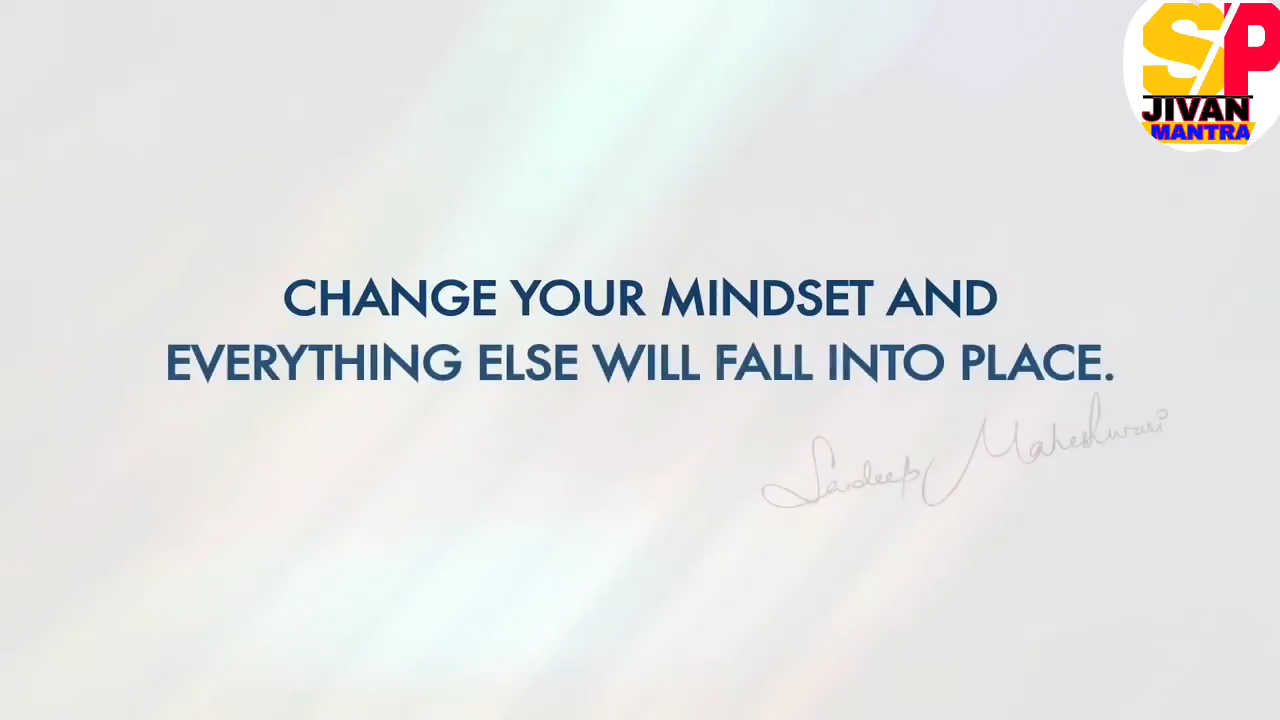 SP
JIVAN
MANTRA
CHANGE YOUR MINDSET AND
EVERYTHING ELSE WILL FALL INTO PLACE.
Sandeep Maheshwari